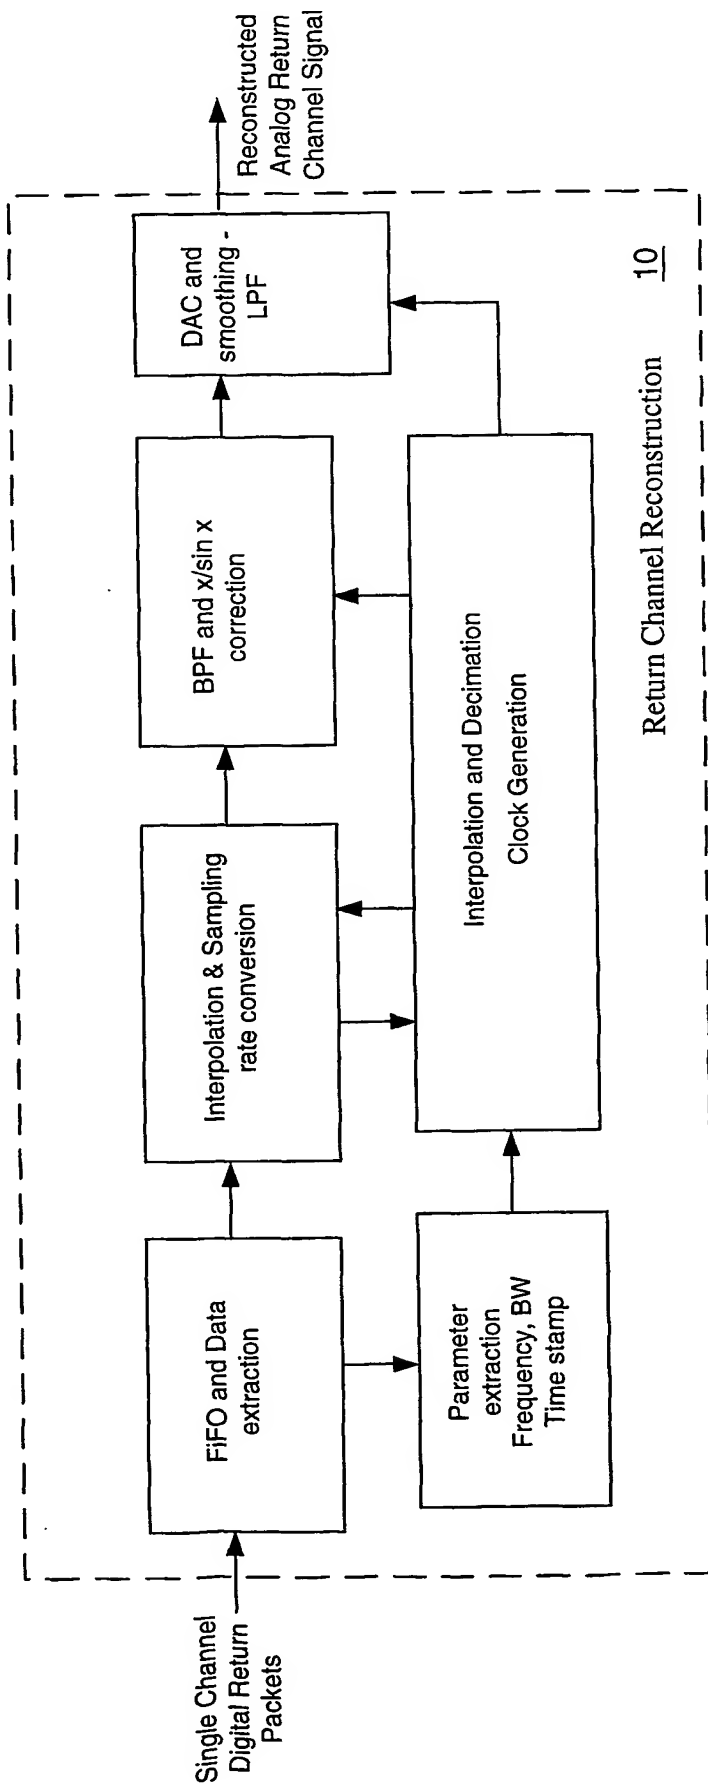 Single Channel
Digital Return
Packets
FiFO and Data
extraction
Interpolation & Sampling
rate conversion
BPF and x/sin x
correction
DAC and
smoothing -
LPF
Reconstructed
Analog Return
Channel Signal
Parameter
extraction
Frequency, BW
Time stamp
Interpolation and Decimation
Clock Generation
Return Channel Reconstruction
10